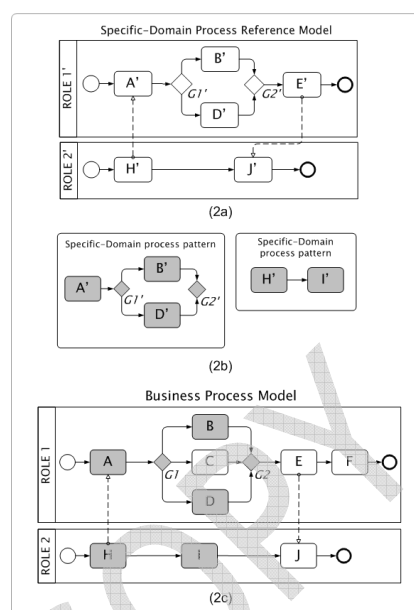 Specific-Domain Process Reference Model
ROLE 1'
A'
B'
G1'
G2'
D'
E'
ROLE 2'
H'
J'
(2a)
Specific-Domain process pattern
A'
B'
G1'
G2'
D'
Specific-Domain
process pattern
H'
I'
(2b)
Business Process Model
ROLE 1
A
B
G1
C
G2
D
E
F
ROLE 2
H
I
J
(2c)
OPY